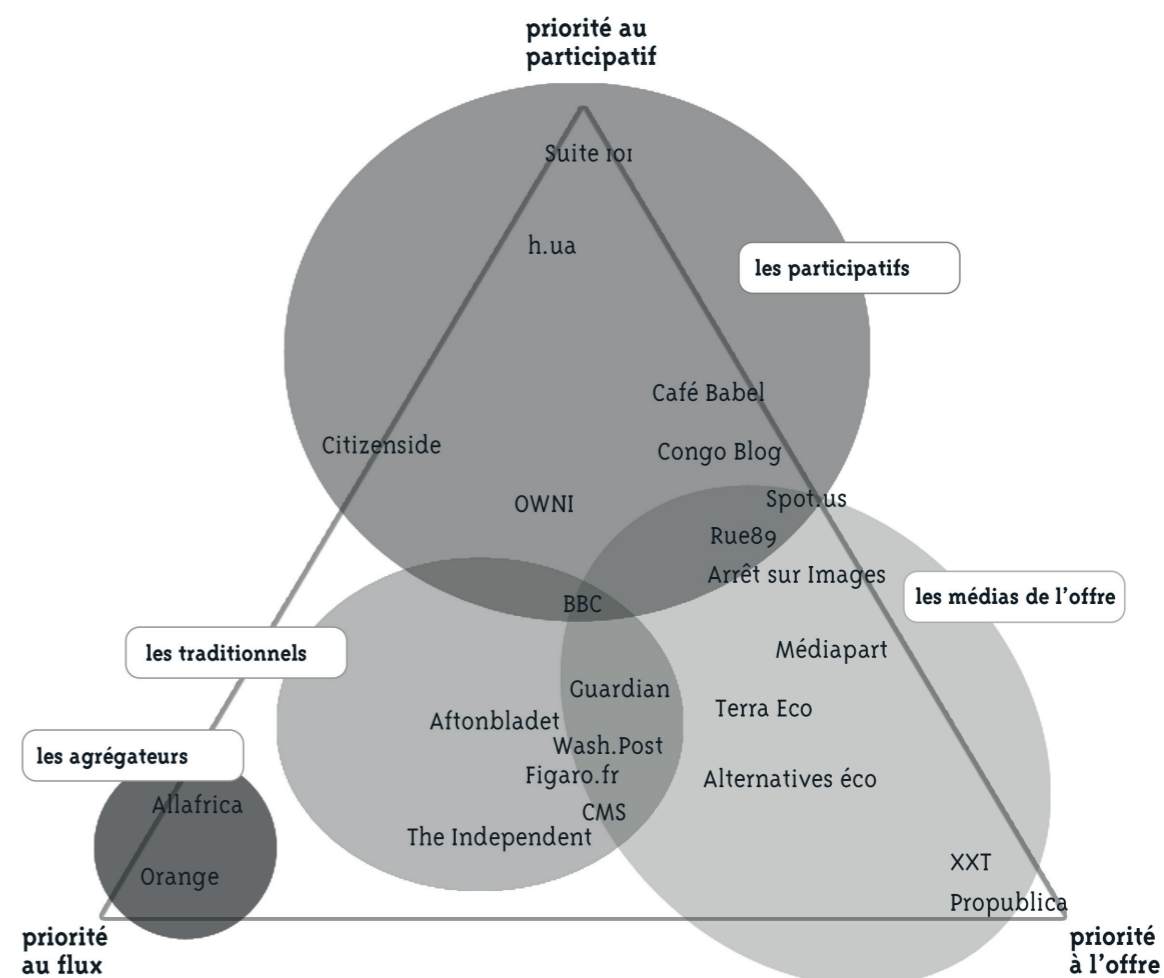 priorité au
participatif
Suite 101
h.ua
les participatifs
Café Babel
Citizenside
Congo Blog
OWNI
Spot.us
Rue89
Arrêt sur Images
les médias de l'offre
BBC
les traditionnels
Médiapart
Guardian
Terra Eco
Aftonbladet
Wash.Post
les agrégateurs
Figaro.fr
Alternatives éco
Allafrica
CMS
The Independent
XXT
Orange
Propublica
priorité
au flux
priorité
à l'offre